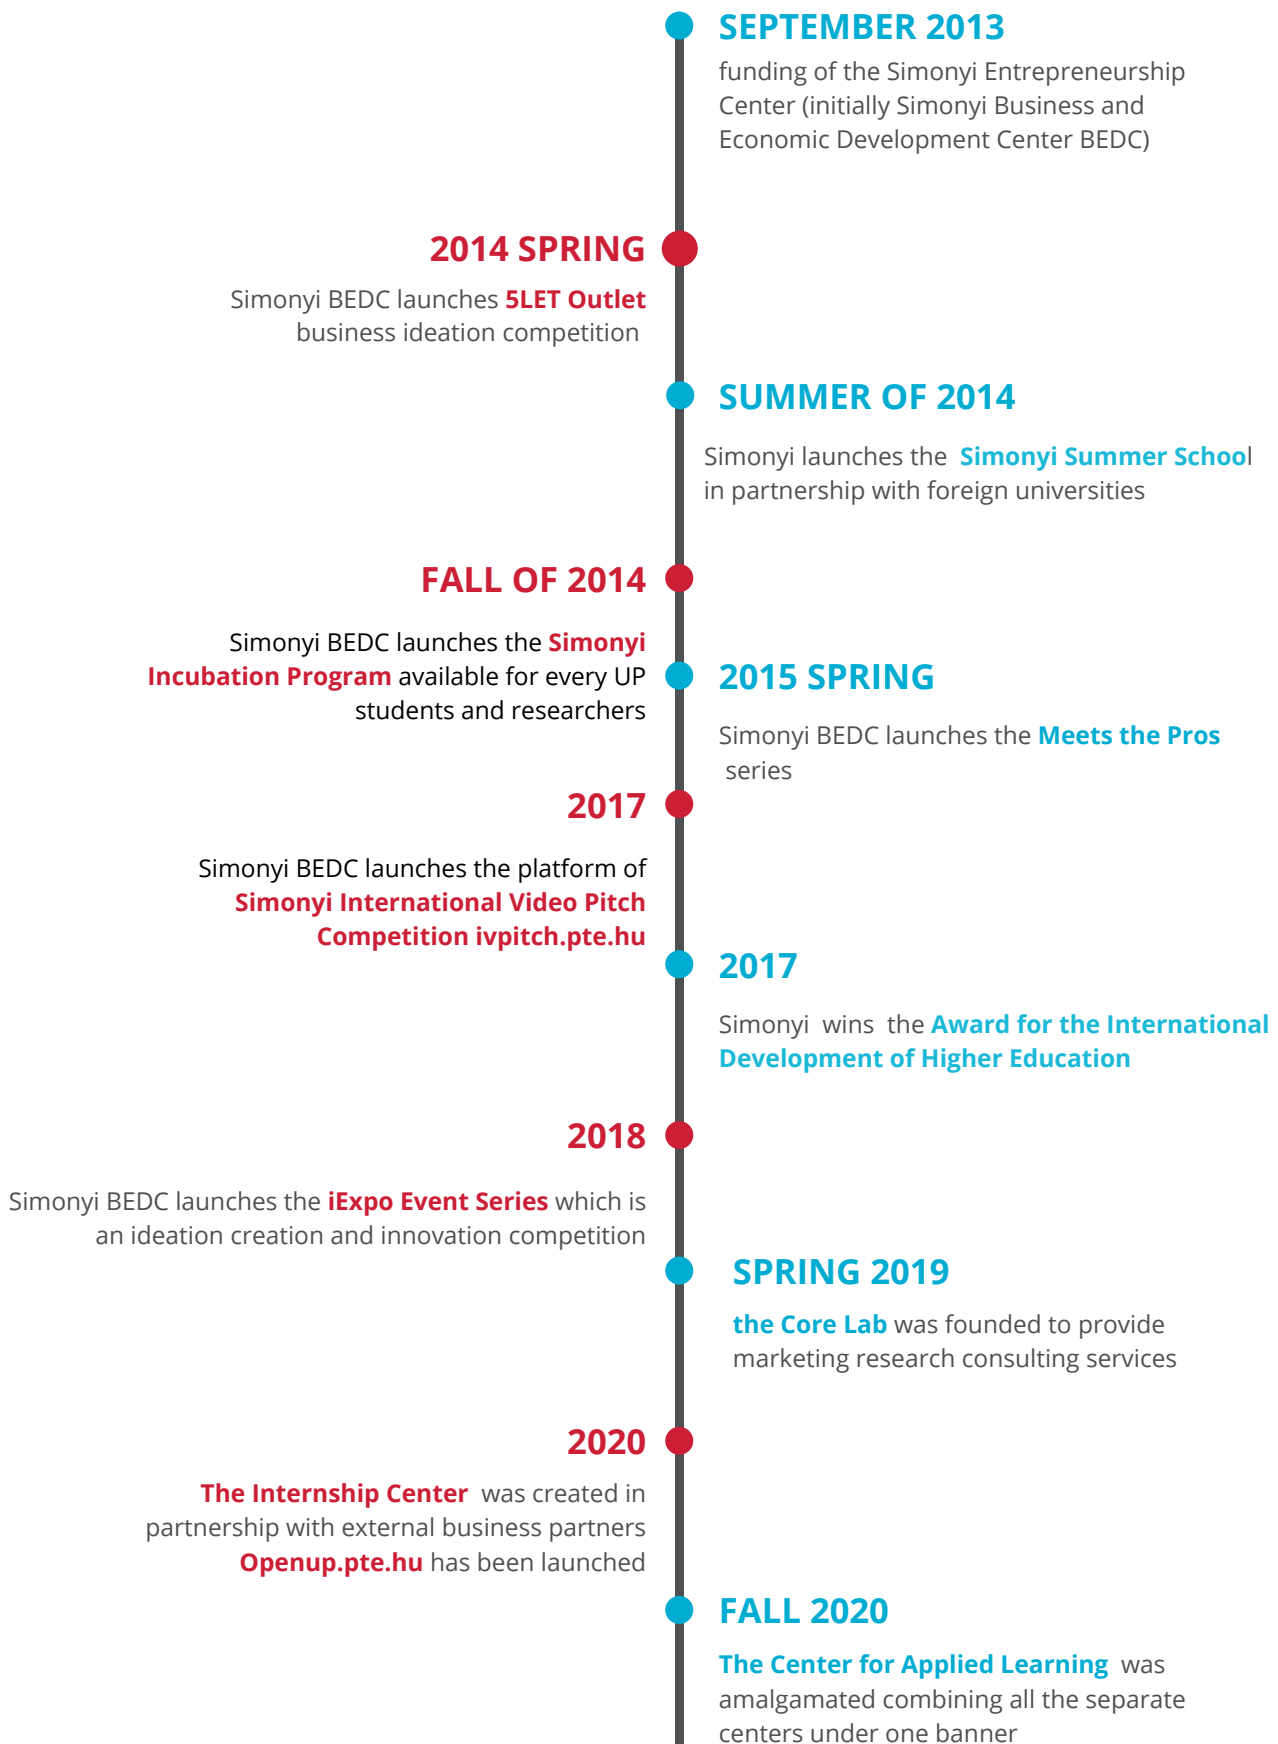 SEPTEMBER 2013
funding of the Simonyi Entrepreneurship
Center (initially Simonyi Business and
Economic Development Center BEDC)
2014 SPRING
Simonyi BEDC launches 5LET Outlet
business ideation competition
SUMMER OF 2014
Simonyi launches the Simonyi Summer School
in partnership with foreign universities
FALL OF 2014
Simonyi BEDC launches the Simonyi
Incubation Program available for every UP
students and researchers
2015 SPRING
Simonyi BEDC launches the Meets the Pros
series
2017
Simonyi BEDC launches the platform of
Simonyi International Video Pitch
Competition ivpitch.pte.hu
2017
Simonyi wins the Award for the International
Development of Higher Education
2018
Simonyi BEDC launches the iExpo Event Series which is
an ideation creation and innovation competition
SPRING 2019
the Core Lab was founded to provide
marketing research consulting services
2020
The Internship Center was created in
partnership with external business partners
Openup.pte.hu has been launched
FALL 2020
The Center for Applied Learning was
amalgamated combining all the separate
centers under one banner